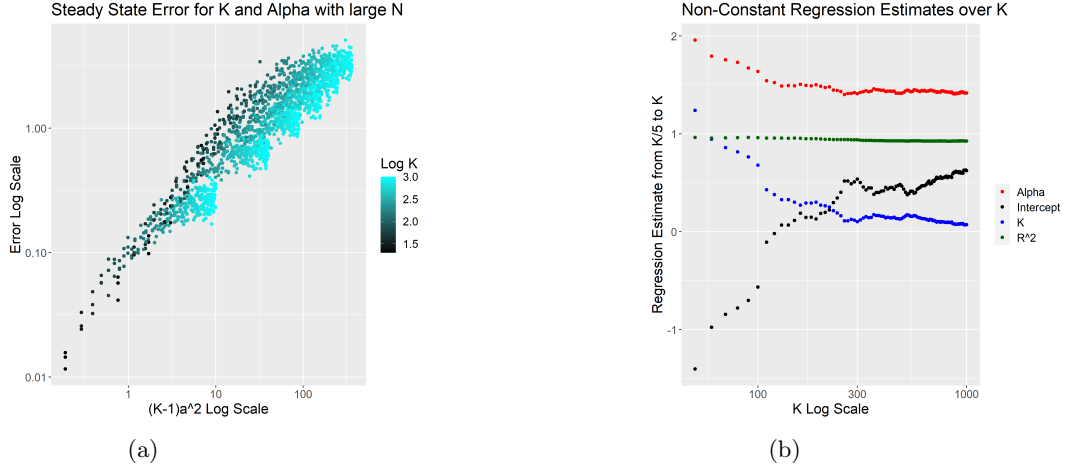 Steady State Error for K and Alpha with large N
Error Log Scale
1.00
0.10
0.01
1
10
100
(K-1)a^2 Log Scale
Log K
3.0
2.5
2.0
1.5
(a)
Non-Constant Regression Estimates over K
Regression Estimate from K/5 to K
2
1
0
-1
100
300
1000
K Log Scale
Alpha
Intercept
K
R^2
(b)